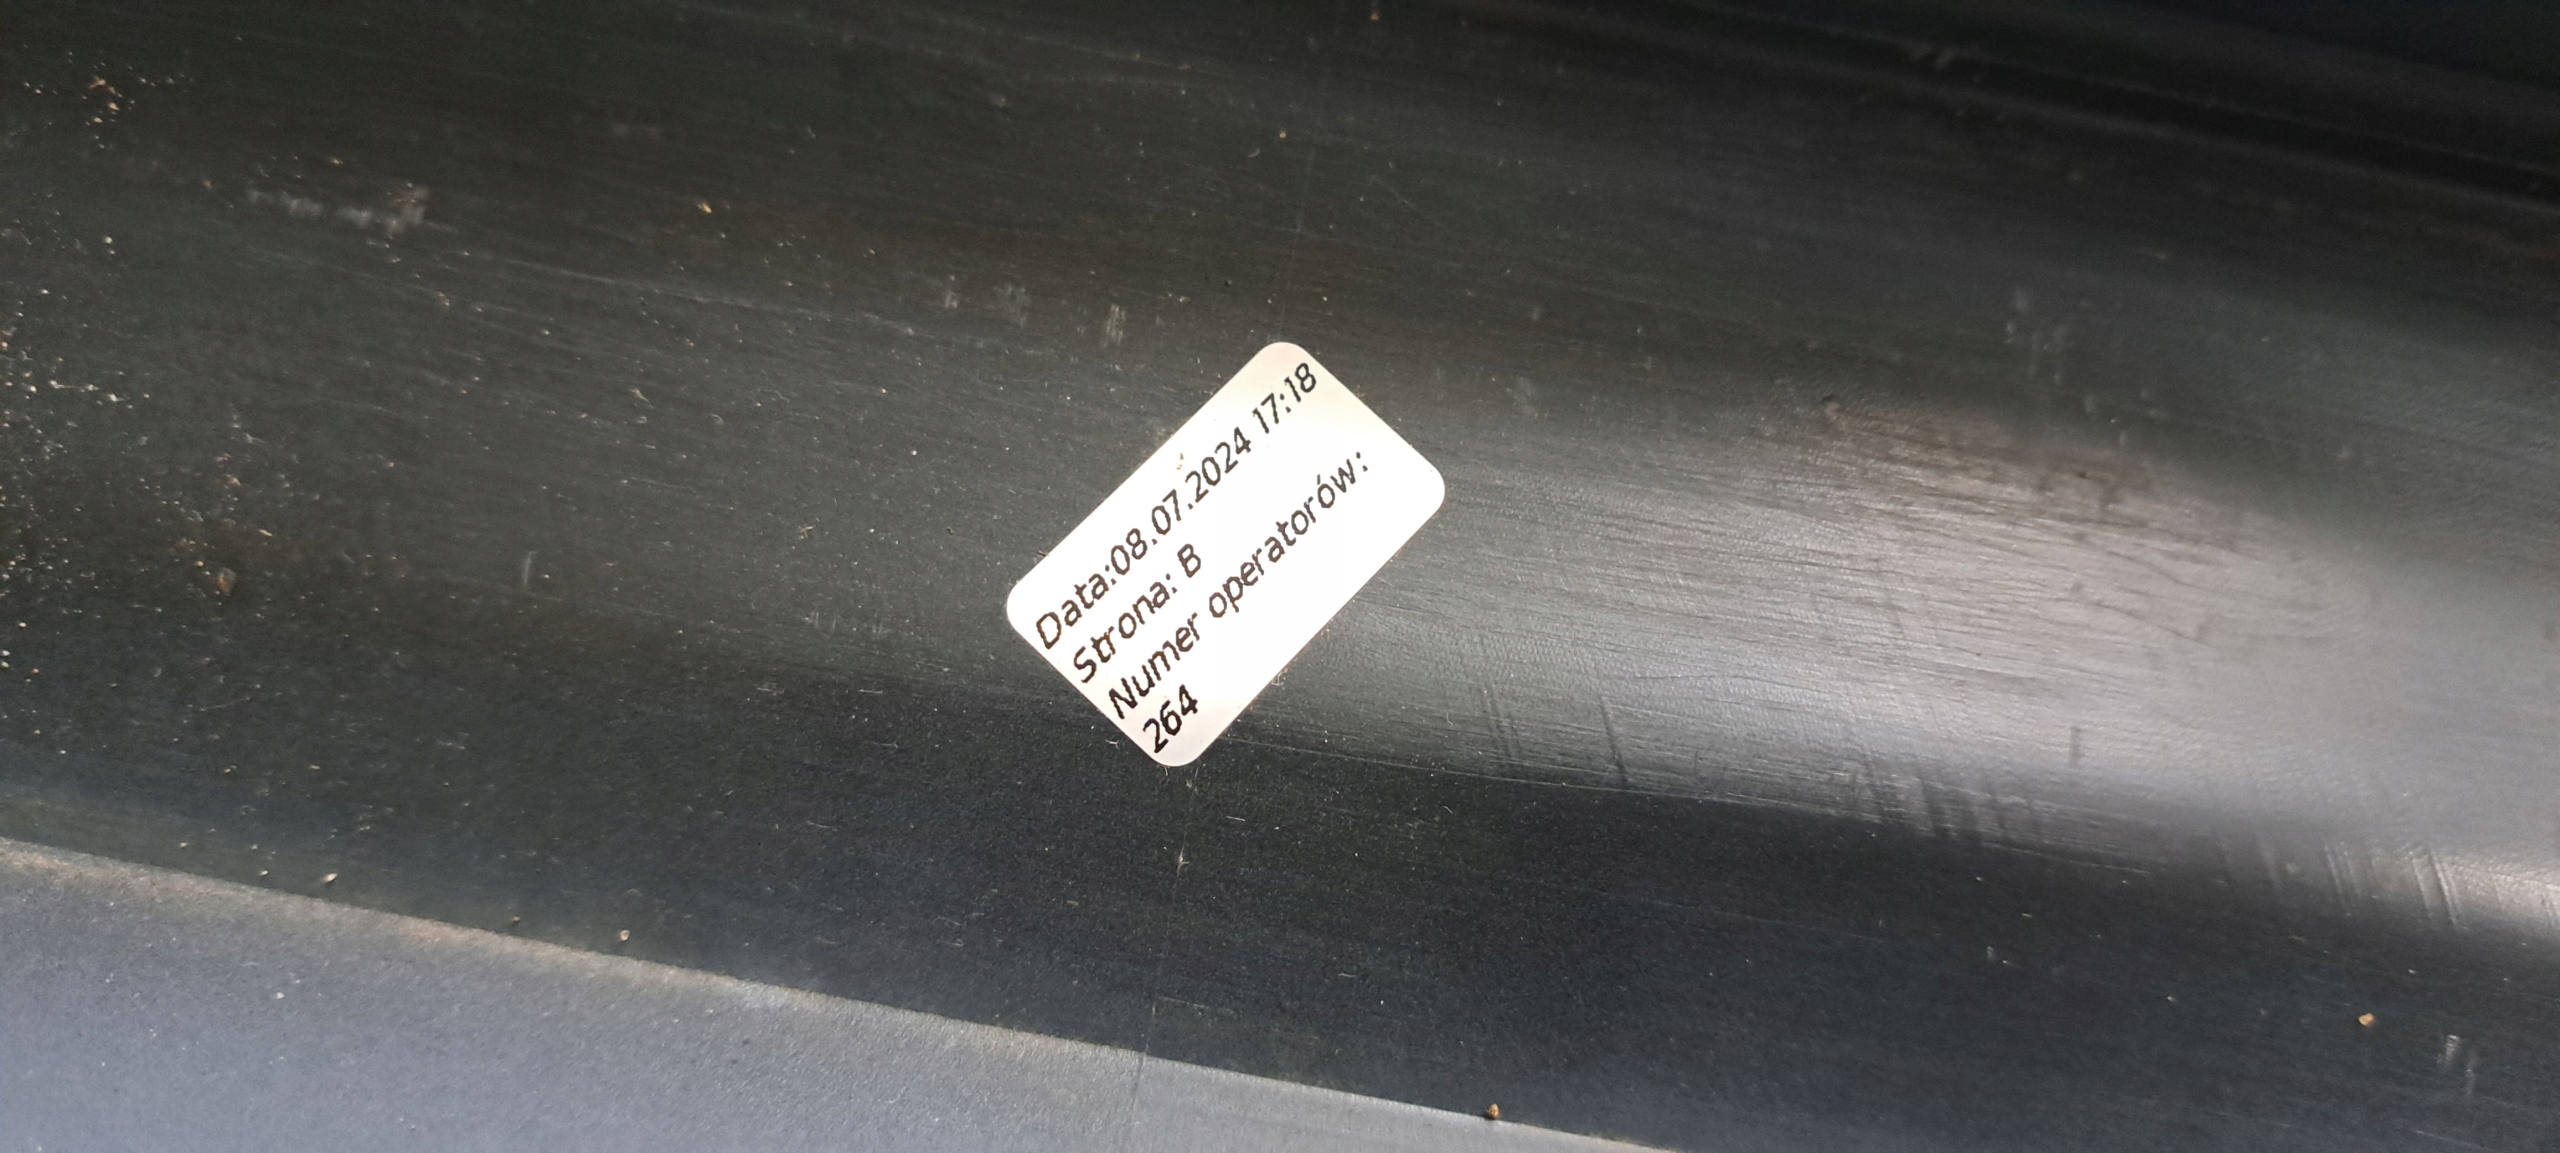 Data:08.07.2024 17:18
Strona: B
Numer operatorów:
264